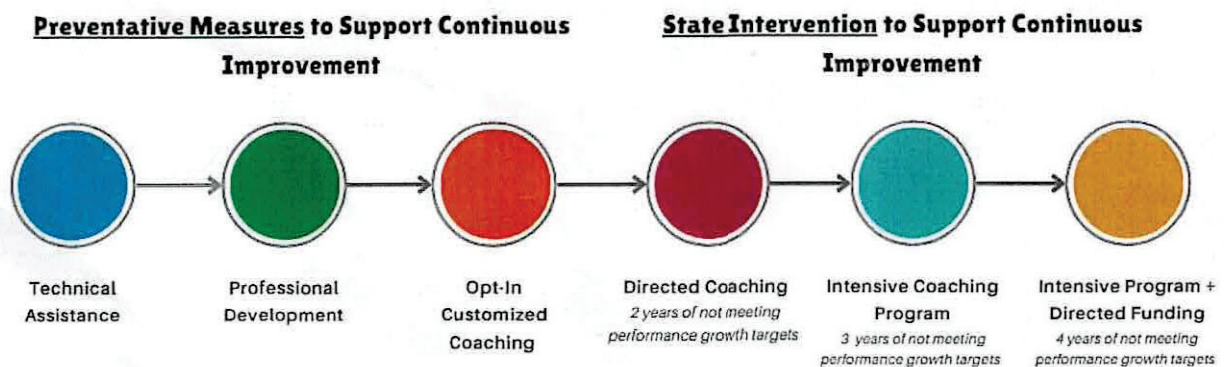 Preventative Measures to Support Continuous
Improvement
State Intervention to Support Continuous
Improvement
Technical
Assistance
Professional
Development
Opt-In
Customized
Coaching
Directed Coaching
2 years of not meeting
performance growth targets
Intensive Coaching
Program
3 years of not meeting
performance growth targets
Intensive Program +
Directed Funding
4 years of not meeting
performance growth targets